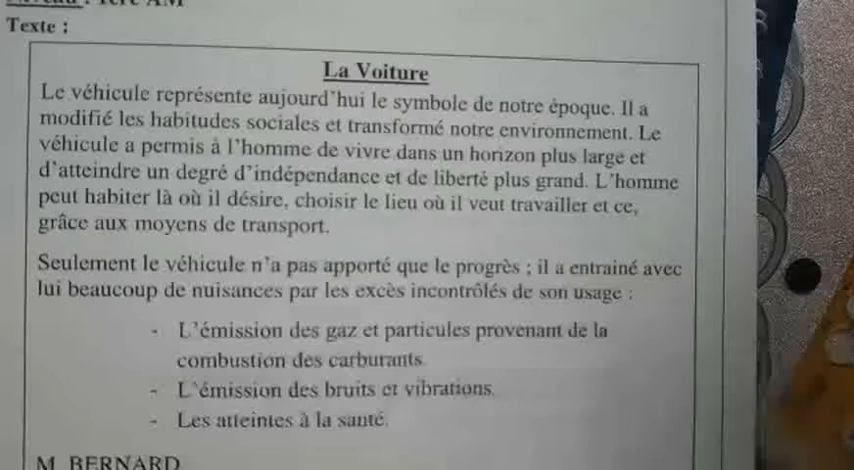 Texte :
La Voiture
Le véhicule représente aujourd'hui le symbole de notre époque. Il a
modifié les habitudes sociales et transformé notre environnement. Le
véhicule a permis à l'homme de vivre dans un horizon plus large et
d'atteindre un degré d'indépendance et de liberté plus grand. L'homme
peut habiter là où il désire, choisir le lieu où il veut travailler et ce,
grâce aux moyens de transport.
Seulement le véhicule n'a pas apporté que le progrès ; il a entrainé avec
lui beaucoup de nuisances par les excès incontrôlés de son usage :
- L'émission des gaz et particules provenant de la
combustion des carburants.
- L'émission des bruits et vibrations.
- Les atteintes à la santé.
M. BERNARD